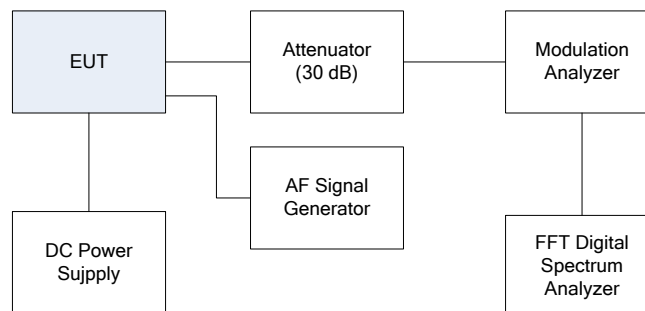 EUT
Attenuator
(30 dB)
Modulation
Analyzer
AF Signal
Generator
DC Power
Sujpply
FFT Digital
Spectrum
Analyzer